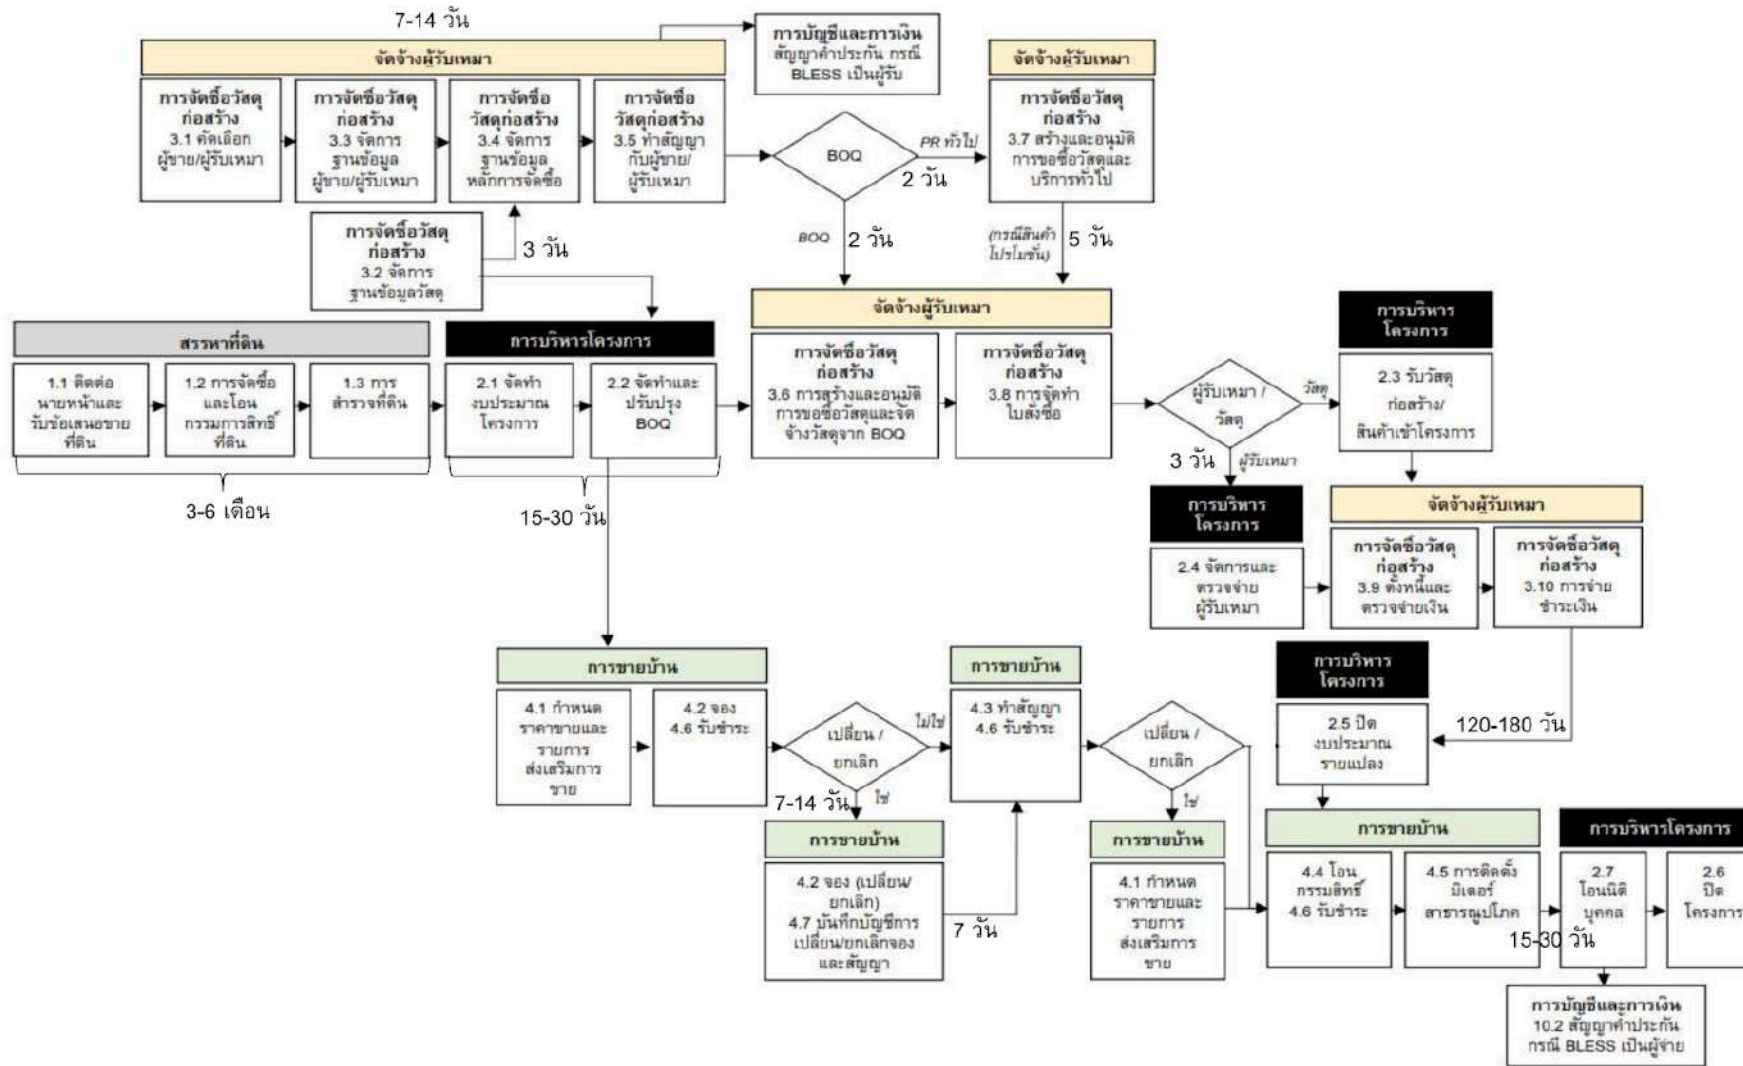 7-14 วัน
จัดจ้างผู้รับเหมา
การจัดซื้อวัสดุ
ก่อสร้าง
3.1 คัดเลือก
ผู้ขาย/ผู้รับเหมา
การจัดซื้อวัสดุ
ก่อสร้าง
3.3 จัดการ
ฐานข้อมูล
ผู้ขาย/ผู้รับเหมา
การจัดซื้อ
วัสดุก่อสร้าง
3.4 จัดการ
ฐานข้อมูล
หลักการจัดซื้อ
การจัดซื้อ
วัสดุก่อสร้าง
3.5 ทำสัญญา
กับผู้ขาย/
ผู้รับเหมา
การบัญชีและการเงิน
สัญญาค้ำประกัน กรณี
BLESS เป็นผู้รับ
BOQ
PR ทั่วไป
2 วัน
จัดจ้างผู้รับเหมา
การจัดซื้อวัสดุ
ก่อสร้าง
3.7 สร้างและอนุมัติ
การขอซื้อวัสดุและ
บริการทั่วไป
การจัดซื้อวัสดุ
ก่อสร้าง
3.2 จัดการ
ฐานข้อมูลวัสดุ
3 วัน
BOQ
2 วัน
(กรณีสินค้า
โปรโมชั่น)
5 วัน
สรรหาที่ดิน
1.1 ติดต่อ
นายหน้าและ
รับข้อเสนอขาย
ที่ดิน
1.2 การจัดซื้อ
และโอน
กรรมการสิทธิ์
ที่ดิน
1.3 การ
สำรวจที่ดิน
3-6 เดือน
การบริหารโครงการ
2.1 จัดทำ
งบประมาณ
โครงการ
2.2 จัดทำและ
ปรับปรุง
BOQ
15-30 วัน
จัดจ้างผู้รับเหมา
การจัดซื้อวัสดุ
ก่อสร้าง
3.6 การสร้างและอนุมัติ
การขอซื้อวัสดุและจัด
จ้างวัสดุจาก BOQ
การจัดซื้อวัสดุ
ก่อสร้าง
3.8 การจัดทำ
ใบสั่งซื้อ
ผู้รับเหมา /
วัสดุ
วัสดุ
3 วัน
ผู้รับเหมา
การบริหาร
โครงการ
2.3 รับวัสดุ
ก่อสร้าง/
สินค้าเข้าโครงการ
การบริหาร
โครงการ
2.4 จัดการและ
ตรวจจ่าย
ผู้รับเหมา
จัดจ้างผู้รับเหมา
การจัดซื้อวัสดุ
ก่อสร้าง
3.9 ตั้งหนี้และ
ตรวจจ่ายเงิน
การจัดซื้อวัสดุ
ก่อสร้าง
3.10 การจ่าย
ชำระเงิน
การขายบ้าน
4.1 กำหนด
ราคาขายและ
รายการ
ส่งเสริมการ
ขาย
4.2 จอง
4.6 รับชำระ
เปลี่ยน /
ยกเลิก
ไม่ใช่
7-14 วัน
ใช่
การขายบ้าน
4.3 ทำสัญญา
4.6 รับชำระ
เปลี่ยน /
ยกเลิก
ใช่
การบริหาร
โครงการ
2.5 ปิด
งบประมาณ
รายแปลง
120-180 วัน
การขายบ้าน
4.2 จอง (เปลี่ยน/
ยกเลิก)
4.7 บันทึกบัญชีการ
เปลี่ยน/ยกเลิกจอง
และสัญญา
7 วัน
การขายบ้าน
4.1 กำหนด
ราคาขายและ
รายการ
ส่งเสริมการ
ขาย
การขายบ้าน
4.4 โอน
กรรมสิทธิ์
4.6 รับชำระ
4.5 การติดตั้ง
มิเตอร์
สาธารณูปโภค
การบริหารโครงการ
2.7
โอนนิติ
บุคคล
2.6
ปิด
โครงการ
15-30 วัน
การบัญชีและการเงิน
10.2 สัญญาค้ำประกัน
กรณี BLESS เป็นผู้จ่าย